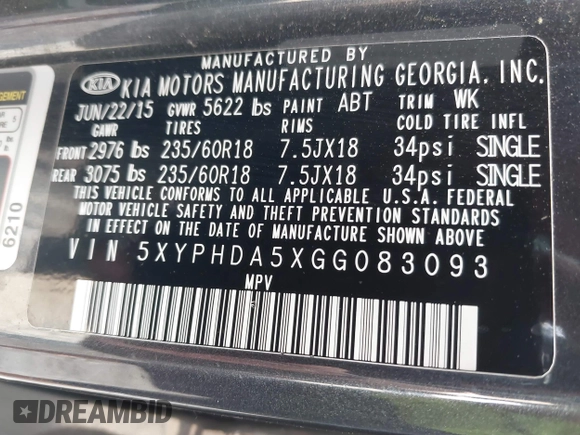 MANUFACTURED BY
KIA KIA MOTORS MANUFACTURING GEORGIA, INC.
JUN/22/15 GVWR 5622 lbs PAINT ABT TRIM WK
GAWR TIRES RIMS COLD TIRE INFL
FRONT 2976 lbs 235/60R18 7.5JX18 34psi SINGLE
REAR 3075 lbs 235/60R18 7.5JX18 34psi SINGLE
THIS VEHICLE CONFORMS TO ALL APPLICABLE U.S.A. FEDERAL
MOTOR VEHICLE SAFETY AND THEFT PREVENTION STANDARDS
IN EFFECT ON THE DATE OF MANUFACTURE SHOWN ABOVE.
VIN 5XYPHDA5XGG083093
MPV
6210
DREAMBID